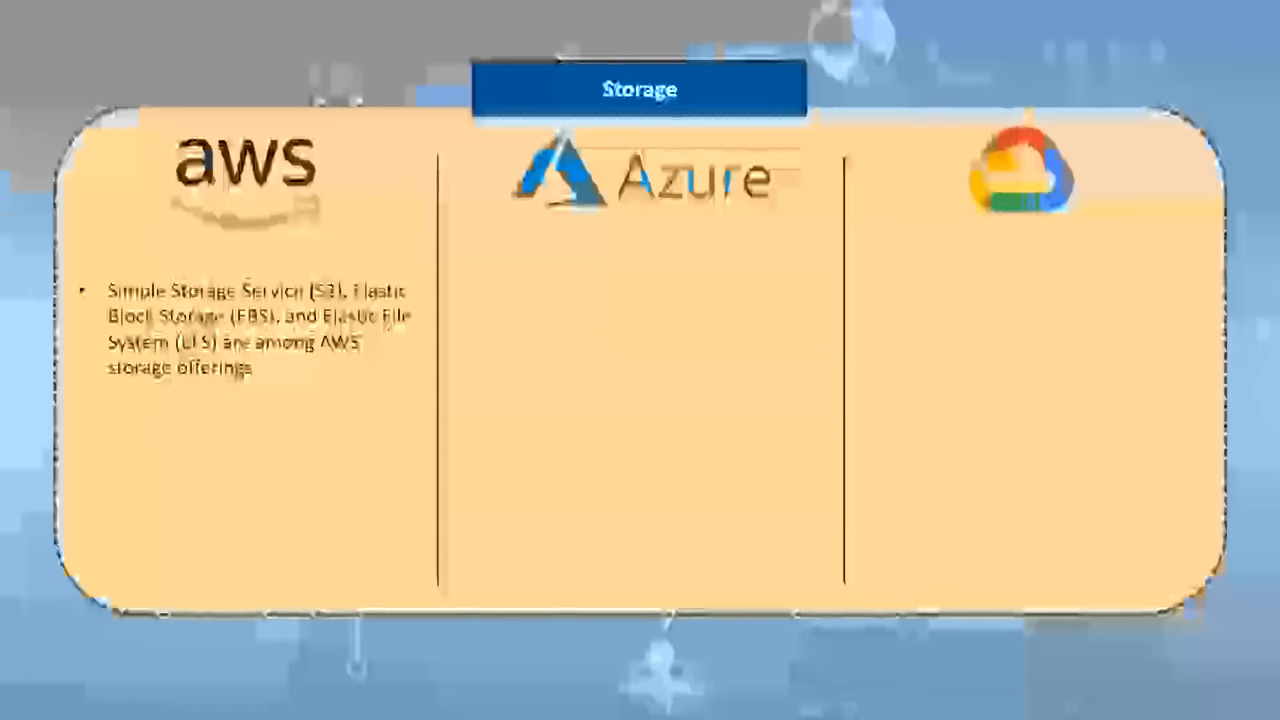 Storage
aws
Azure
• Simple Storage Service (S3), Elastic
Block Storage (EBS), and Elastic File
System (EFS) are among AWS
storage offerings